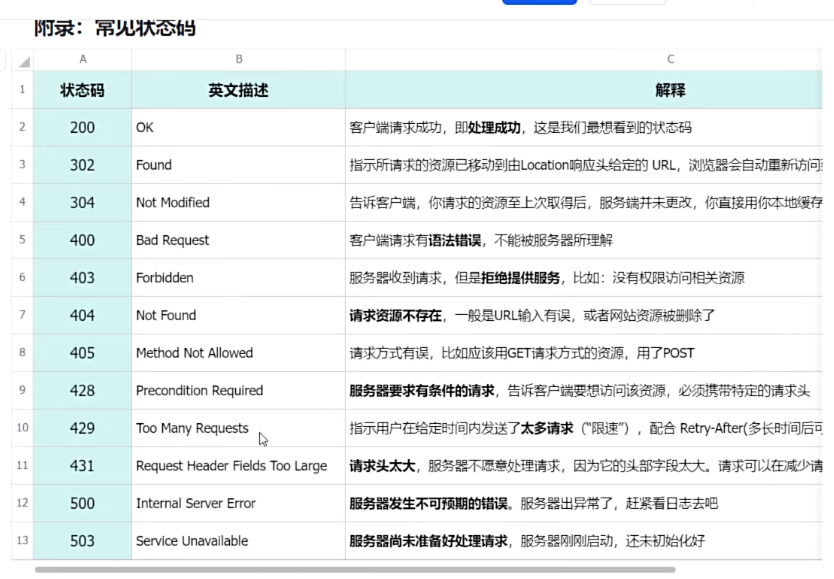 附录：常见状态码
A B C
1 状态码 英文描述 解释
2 200 OK 客户端请求成功，即处理成功，这是我们最想看到的状态码
3 302 Found 指示所请求的资源已移动到由Location响应头给定的 URL，浏览器会自动重新访问
4 304 Not Modified 告诉客户端，你请求的资源至上次取得后，服务端并未更改，你直接用你本地缓存
5 400 Bad Request 客户端请求有语法错误，不能被服务器所理解
6 403 Forbidden 服务器收到请求，但是拒绝提供服务，比如：没有权限访问相关资源
7 404 Not Found 请求资源不存在，一般是URL输入有误，或者网站资源被删除了
8 405 Method Not Allowed 请求方式有误，比如应该用GET请求方式的资源，用了POST
9 428 Precondition Required 服务器要求有条件的请求，告诉客户端要想访问该资源，必须携带特定的请求头
10 429 Too Many Requests 指示用户在给定时间内发送了太多请求（“限速”），配合 Retry-After(多长时间后可
11 431 Request Header Fields Too Large 请求头太大，服务器不愿意处理请求，因为它的头部字段太大。请求可以在减少请
12 500 Internal Server Error 服务器发生不可预期的错误。服务器出异常了，赶紧看日志去吧
13 503 Service Unavailable 服务器尚未准备好处理请求，服务器刚刚启动，还未初始化好